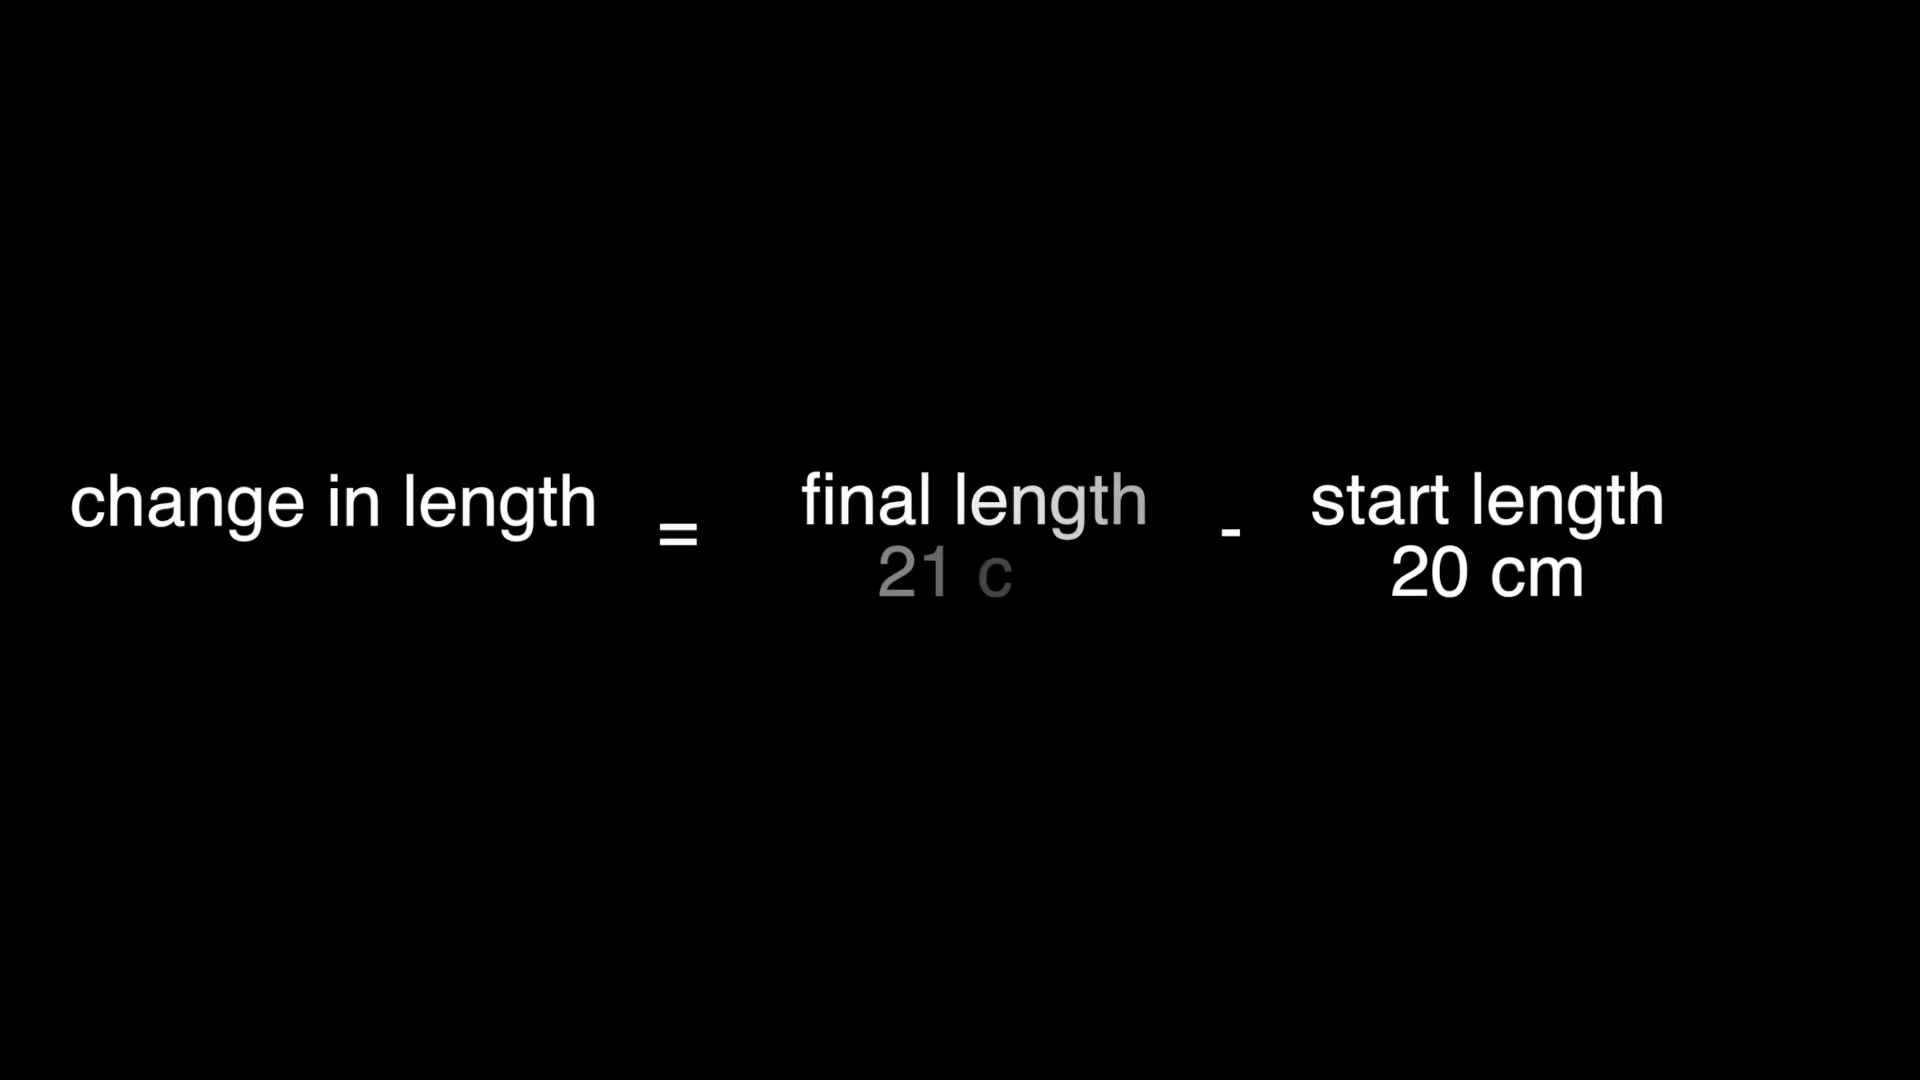 change in length = final length - start length
21 c 20 cm